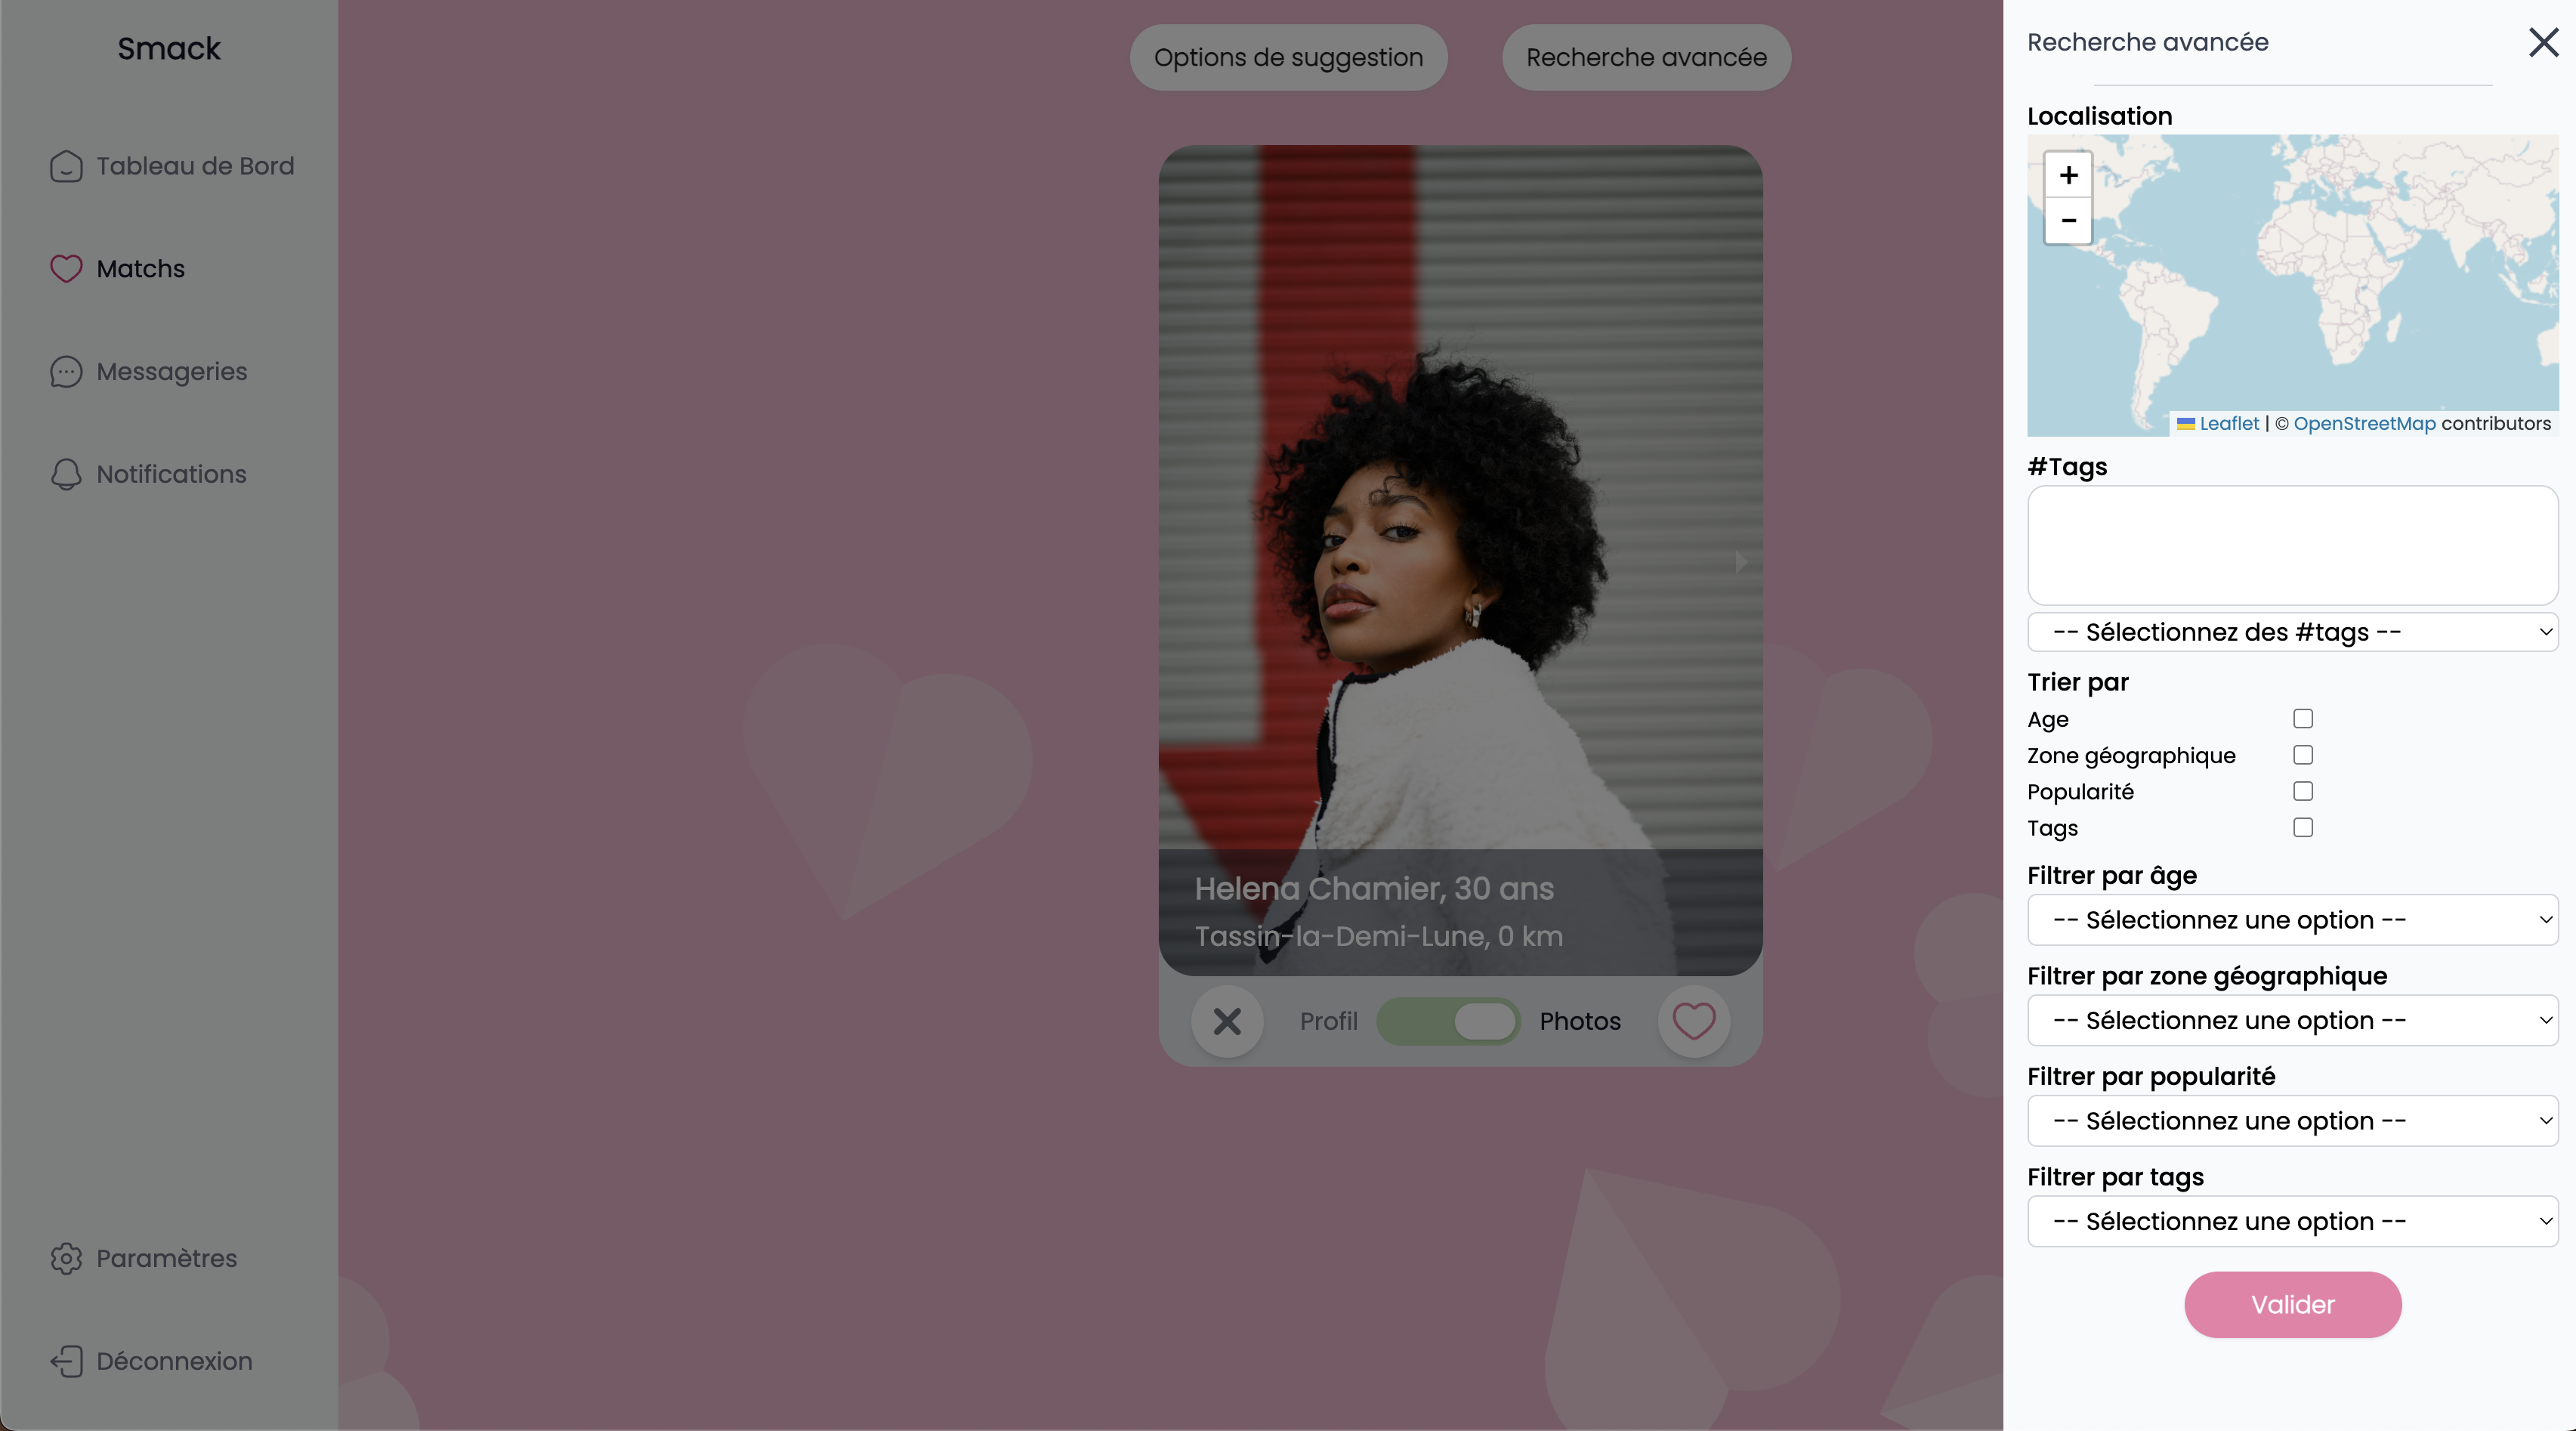 Smack
Tableau de Bord
Matchs
Messageries
Notifications
Paramètres
Déconnexion
Options de suggestion
Recherche avancée
Helena Chamier, 30 ans
Tassin-la-Demi-Lune, 0 km
Profil
Photos
Recherche avancée
Localisation
+
−
Leaflet | © OpenStreetMap contributors
#Tags
-- Sélectionnez des #tags --
Trier par
Age
Zone géographique
Popularité
Tags
Filtrer par âge
-- Sélectionnez une option --
Filtrer par zone géographique
-- Sélectionnez une option --
Filtrer par popularité
-- Sélectionnez une option --
Filtrer par tags
-- Sélectionnez une option --
Valider